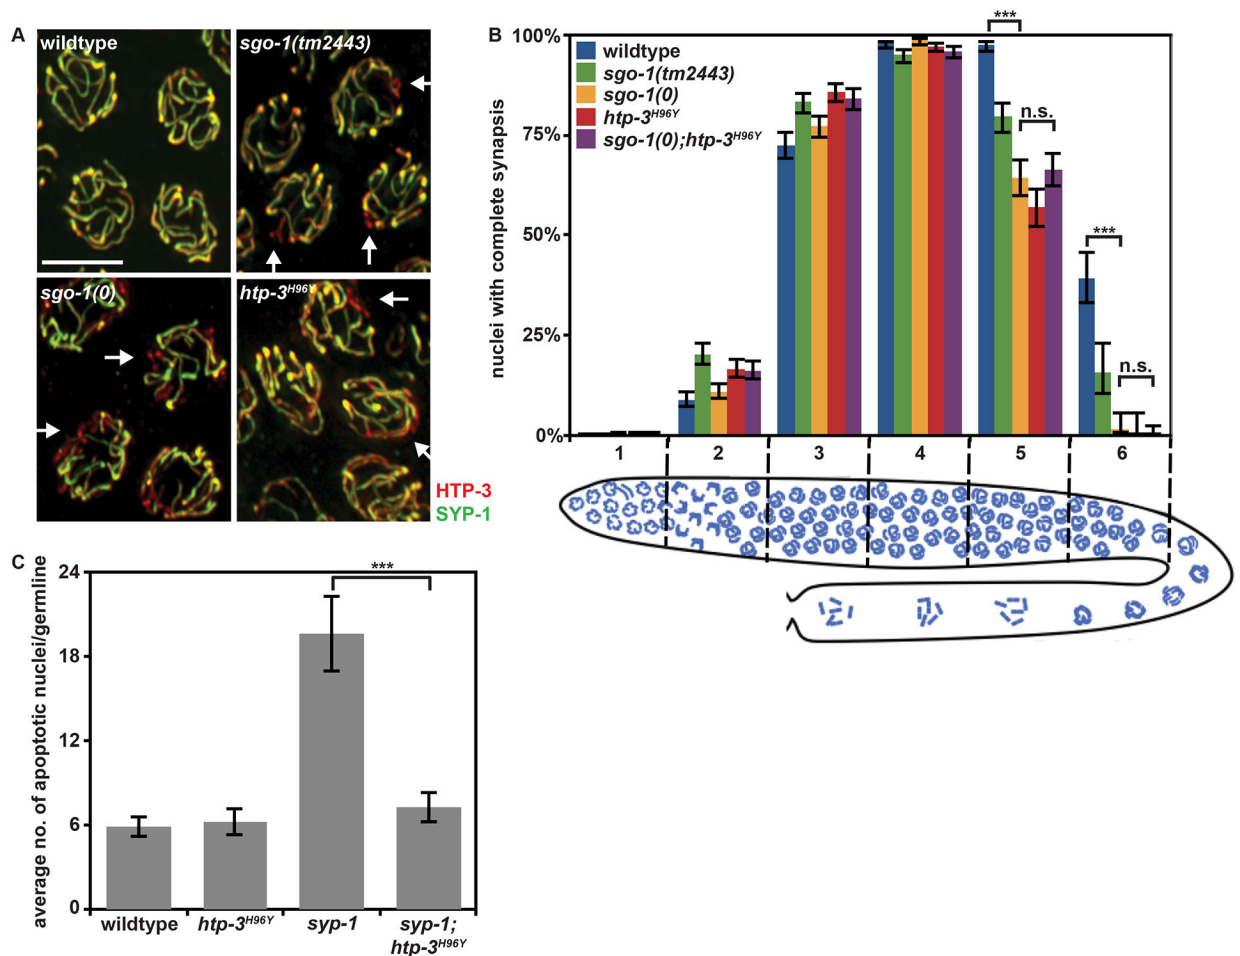 A
wildtype
sgo-1(tm2443)
sgo-1(0)
htp-3H96Y
HTP-3
SYP-1
B
nuclei with complete synapsis
100%
75%
50%
25%
0%
wildtype
sgo-1(tm2443)
sgo-1(0)
htp-3H96Y
sgo-1(0);htp-3H96Y
***
n.s.
***
n.s.
1
2
3
4
5
6
C
average no. of apoptotic nuclei/germline
24
18
12
6
0
***
wildtype
htp-3H96Y
syp-1
syp-1;
htp-3H96Y